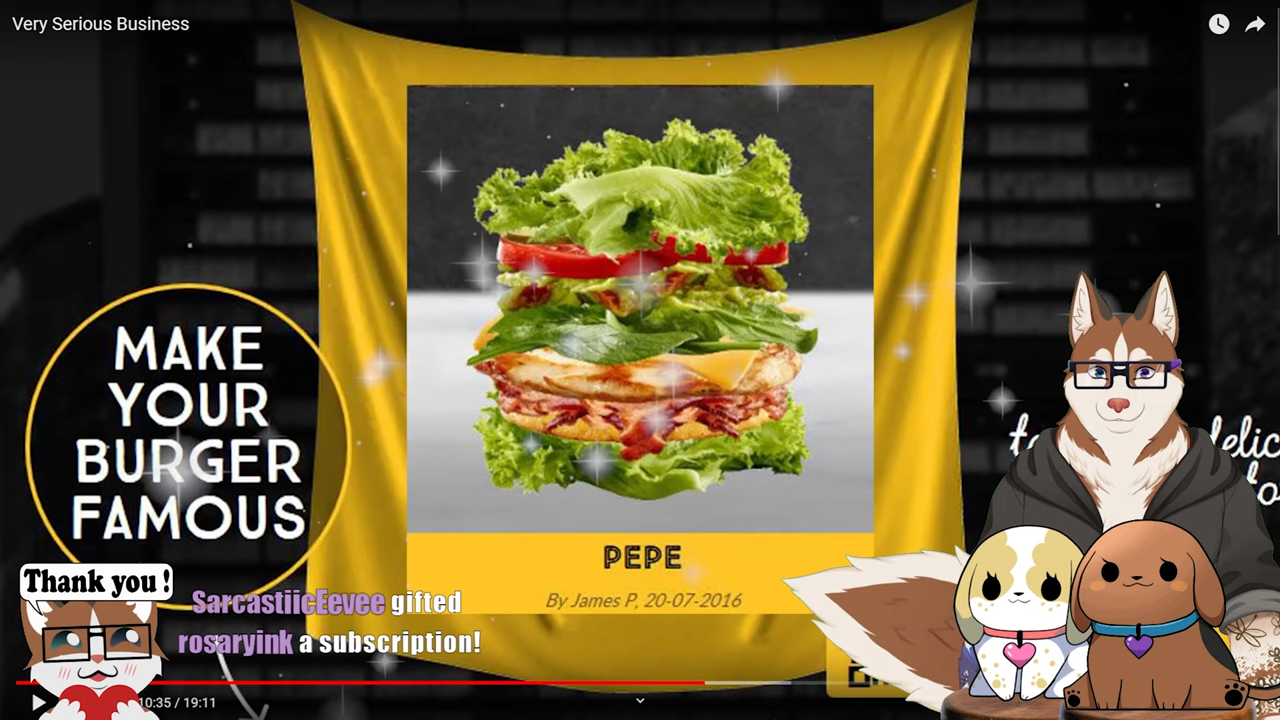 Very Serious Business
MAKE
YOUR
BURGER
FAMOUS
PEPE
By James P, 20-07-2016
Thank you !
SarcastiicEevee gifted
rosaryink a subscription!
10:35 / 19:11